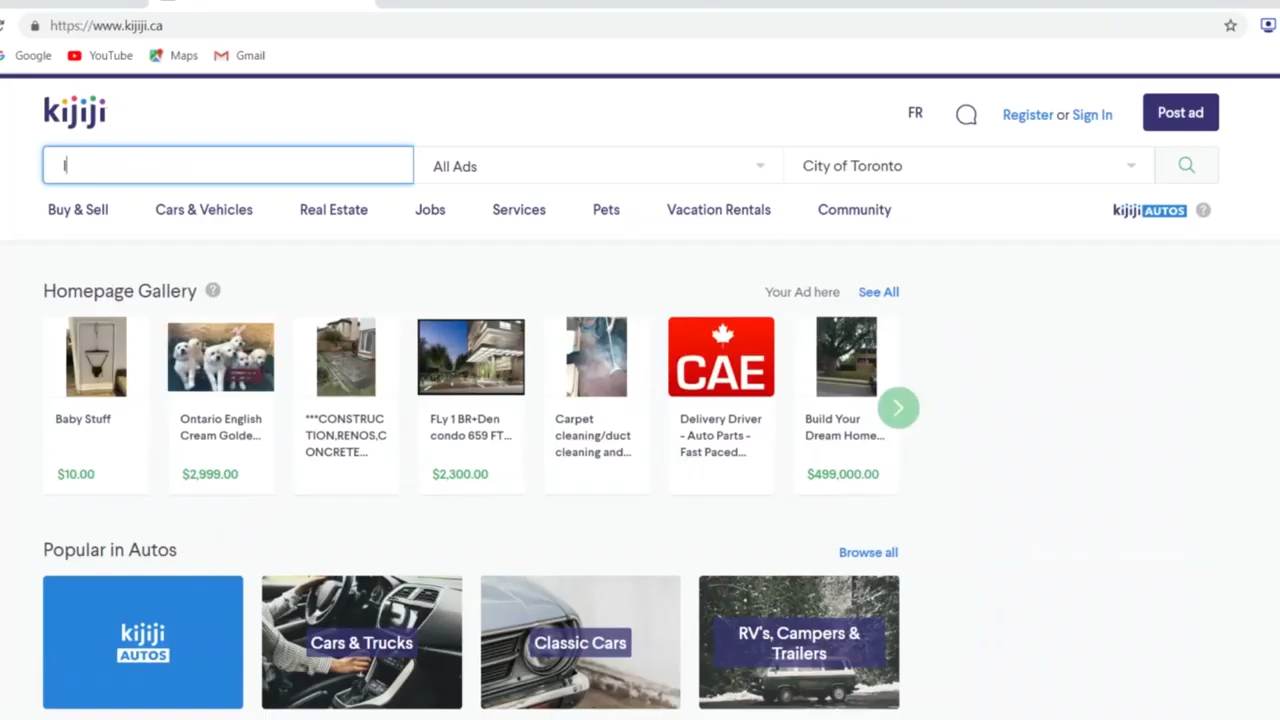 https://www.kijiji.ca
Google YouTube Maps Gmail
kijiji
FR Register or Sign In Post ad
l All Ads City of Toronto
Buy & Sell Cars & Vehicles Real Estate Jobs Services Pets Vacation Rentals Community kijiji AUTOS ?
Homepage Gallery ? Your Ad here See All
CAE
Baby Stuff
$10.00
Ontario English
Cream Golde...
$2,999.00
***CONSTRUC
TION,RENOS,C
ONCRETE...
FLy 1 BR+Den
condo 659 FT...
$2,300.00
Carpet
cleaning/duct
cleaning and...
Delivery Driver
- Auto Parts -
Fast Paced...
Build Your
Dream Home...
$499,000.00
Popular in Autos Browse all
kijiji
AUTOS
Cars & Trucks
Classic Cars
RV's, Campers &
Trailers